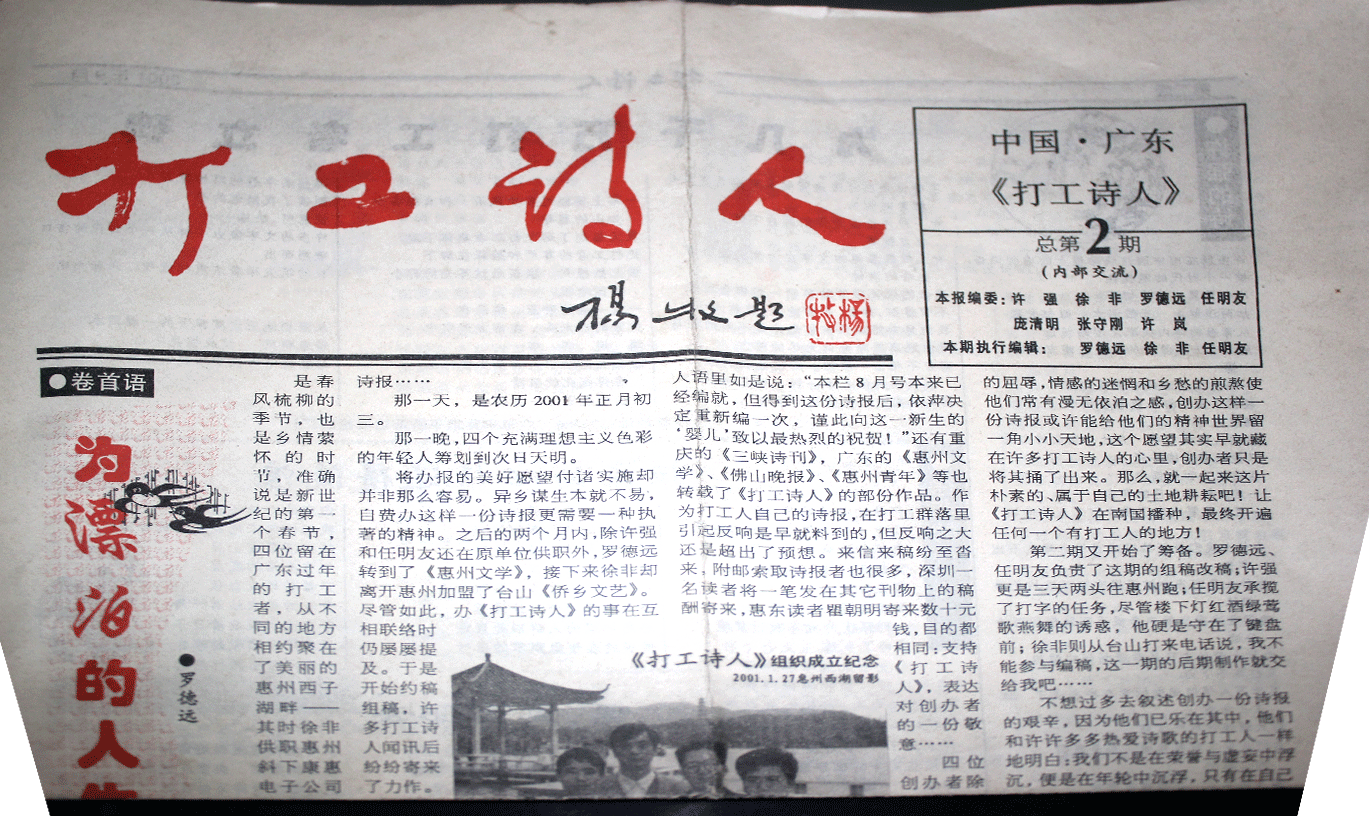 打工诗人
杨牧题
杨牧
中国·广东
《打工诗人》
总第2期
(内部交流)
本报编委:许 强 徐 非 罗德远 任明友
庞清明 张守刚 许 岚
本期执行编辑: 罗德远 徐 非 任明友
●卷首语
为漂泊的人
●罗德远
是春
风梳柳的
季节,也
是乡情萦
怀的时
节,准确
说是新世
纪的第一
个春节,
四位留在
广东过年
的打工
者,从不
同的地方
相约聚在
了美丽的
惠州西子
湖畔——
其时徐非
供职惠州
斜下康惠
电子公司
诗报……
那一天,是农历2001年正月初
三。
那一晚,四个充满理想主义色彩
的年轻人筹划到次日天明。
将办报的美好愿望付诸实施却
并非那么容易。异乡谋生本就不易,
自费办这样一份诗报更需要一种执
著的精神。之后的两个月内,除许强
和任明友还在原单位供职外,罗德远
转到了《惠州文学》,接下来徐非却
离开惠州加盟了台山《侨乡文艺》。
尽管如此,办《打工诗人》的事在互
相联络时
仍屡屡提
及。于是
开始约稿
组稿,许
多打工诗
人闻讯后
纷纷寄来
了力作。
《打工诗人》组织成立纪念
2001.1.27惠州西湖留影
人语里如是说:“本栏8月号本来已
经编就,但得到这份诗报后,依萍决
定重新编一次,谨此向这一新生的
‘婴儿’致以最热烈的祝贺!”还有重
庆的《三峡诗刊》,广东的《惠州文
学》、《佛山晚报》、《惠州青年》等也
转载了《打工诗人》的部份作品。作
为打工人自己的诗报,在打工群落里
引起反响是早就料到的,但反响之大
还是超出了预想。来信来稿纷至沓
来,附邮索取诗报者也很多,深圳一
名读者将一笔发在其它刊物上的稿
酬寄来,惠东读者瞿朝明寄来数十元
钱,目的都
相同:支持
《打工诗
人》,表达
对创办者
的一份敬
意……
四位
创办者除
的屈辱,情感的迷惘和乡愁的煎熬使
他们常有漫无依泊之感,创办这样一
份诗报或许能给他们的精神世界留
一角小小天地,这个愿望其实早就藏
在许多打工诗人的心里,创办者只是
将其捅了出来。那么,就一起来这片
朴素的、属于自己的土地耕耘吧!让
《打工诗人》在南国播种,最终开遍
任何一个有打工人的地方!
第二期又开始了筹备。罗德远、
任明友负责了这期的组稿改稿;许强
更是三天两头往惠州跑;任明友承揽
了打字的任务,尽管楼下灯红酒绿莺
歌燕舞的诱惑,他硬是守在了键盘
前;徐非则从台山打来电话说,我不
能参与编稿,这一期的后期制作就交
给我吧……
不想过多去叙述创办一份诗报
的艰辛,因为他们已乐在其中,他们
和许许多多热爱诗歌的打工人一样
地明白:我们不是在荣誉与虚妄中浮
沉,便是在年轮中沉浮,只有在自己